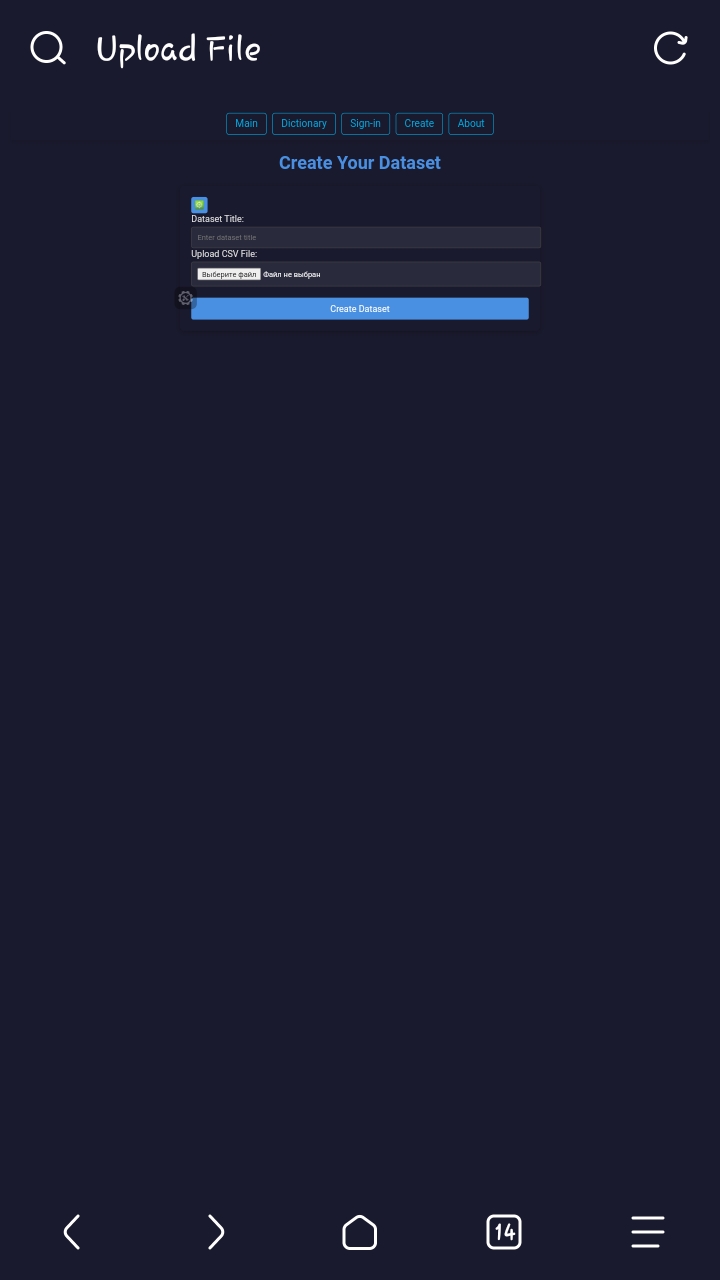 Upload File
Main Dictionary Sign-in Create About
Create Your Dataset
Dataset Title:
Enter dataset title
Upload CSV File:
Выберите файл Файл не выбран
Create Dataset
14